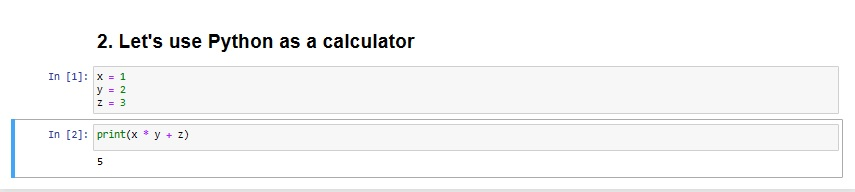 2. Let's use Python as a calculator
In [1]: x = 1
y = 2
z = 3
In [2]: print(x * y + z)
5